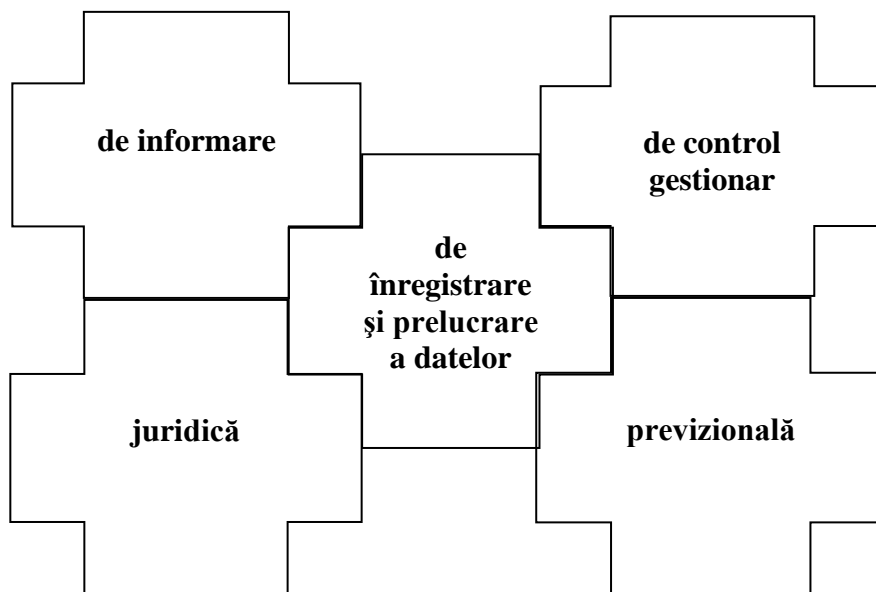 de informare
de control
gestionar
de
înregistrare
şi prelucrare
a datelor
juridică
previzională